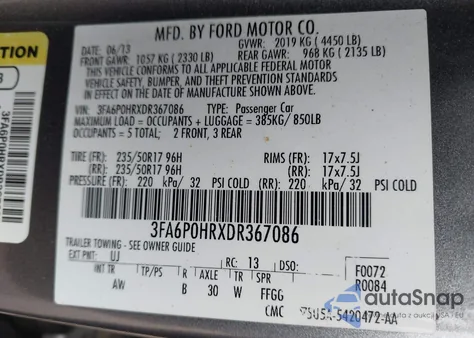 MFD. BY FORD MOTOR CO.
DATE: 06/13 GVWR: 2019 KG (4450 LB)
FRONT GAWR: 1057 KG (2330 LB) REAR GAWR: 968 KG (2135 LB)
THIS VEHICLE CONFORMS TO ALL APPLICABLE FEDERAL MOTOR
VEHICLE SAFETY, BUMPER, AND THEFT PREVENTION STANDARDS
IN EFFECT ON THE DATE OF MANUFACTURE SHOWN ABOVE.
VIN: 3FA6P0HRXDR367086 TYPE: Passenger Car
MAXIMUM LOAD = OCCUPANTS + LUGGAGE = 385KG/850LB
OCCUPANTS = 5 TOTAL; 2 FRONT, 3 REAR
TIRE (FR): 235/50R17 96H RIMS (FR): 17x7.5J
(RR): 235/50R17 96H (RR): 17x7.5J
PRESSURE (FR): 220 kPa/ 32 PSI COLD (RR): 220 kPa/ 32 PSI COLD
3FA6P0HRXDR367086
TRAILER TOWING - SEE OWNER GUIDE
EXT PNT: UJ RC: 13 DSO: F0072
INT TR TP/PS R AXLE TR SPR R0084
AW B 30 W FFGG
CMC 5U5A-5420472-AA
autoSnap